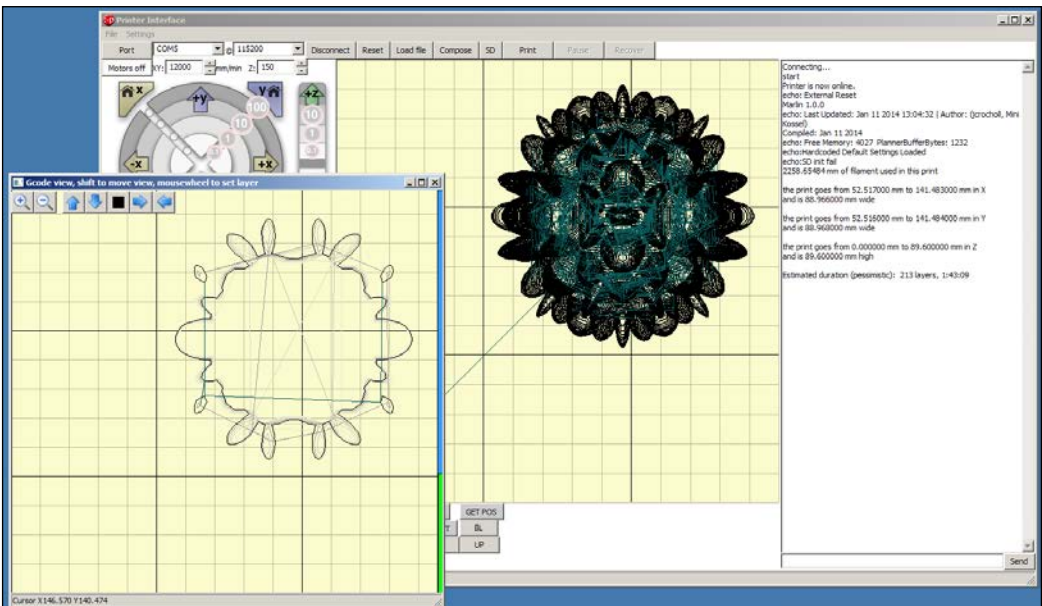 Printer Interface
File Settings
Port COM5 @ 115200 Disconnect Reset Load file Compose SD Print Pause Recover
Motors off XY: 12000 mm/min Z: 150
x +y y +z
100
10 10
1 1
-x +x
Connecting...
start
Printer is now online.
echo: External Reset
Marlin 1.0.0
echo: Last Updated: Jan 11 2014 13:04:32 | Author: (jcrocholl, Mini
Kossel)
Compiled: Jan 11 2014
echo: Free Memory: 4027 PlannerBufferBytes: 1232
echo:Hardcoded Default Settings Loaded
echo:SD init fail
2258.65484 mm of filament used in this print
the print goes from 52.517000 mm to 141.483000 mm in X
and is 88.966000 mm wide
the print goes from 52.516000 mm to 141.484000 mm in Y
and is 88.968000 mm wide
the print goes from 0.000000 mm to 89.600000 mm in Z
and is 89.600000 mm high
Estimated duration (pessimistic): 213 layers, 1:43:09
Gcode view, shift to move view, mousewheel to set layer
GET POS
T BL
UP
Send
Cursor X146.570 Y140.474